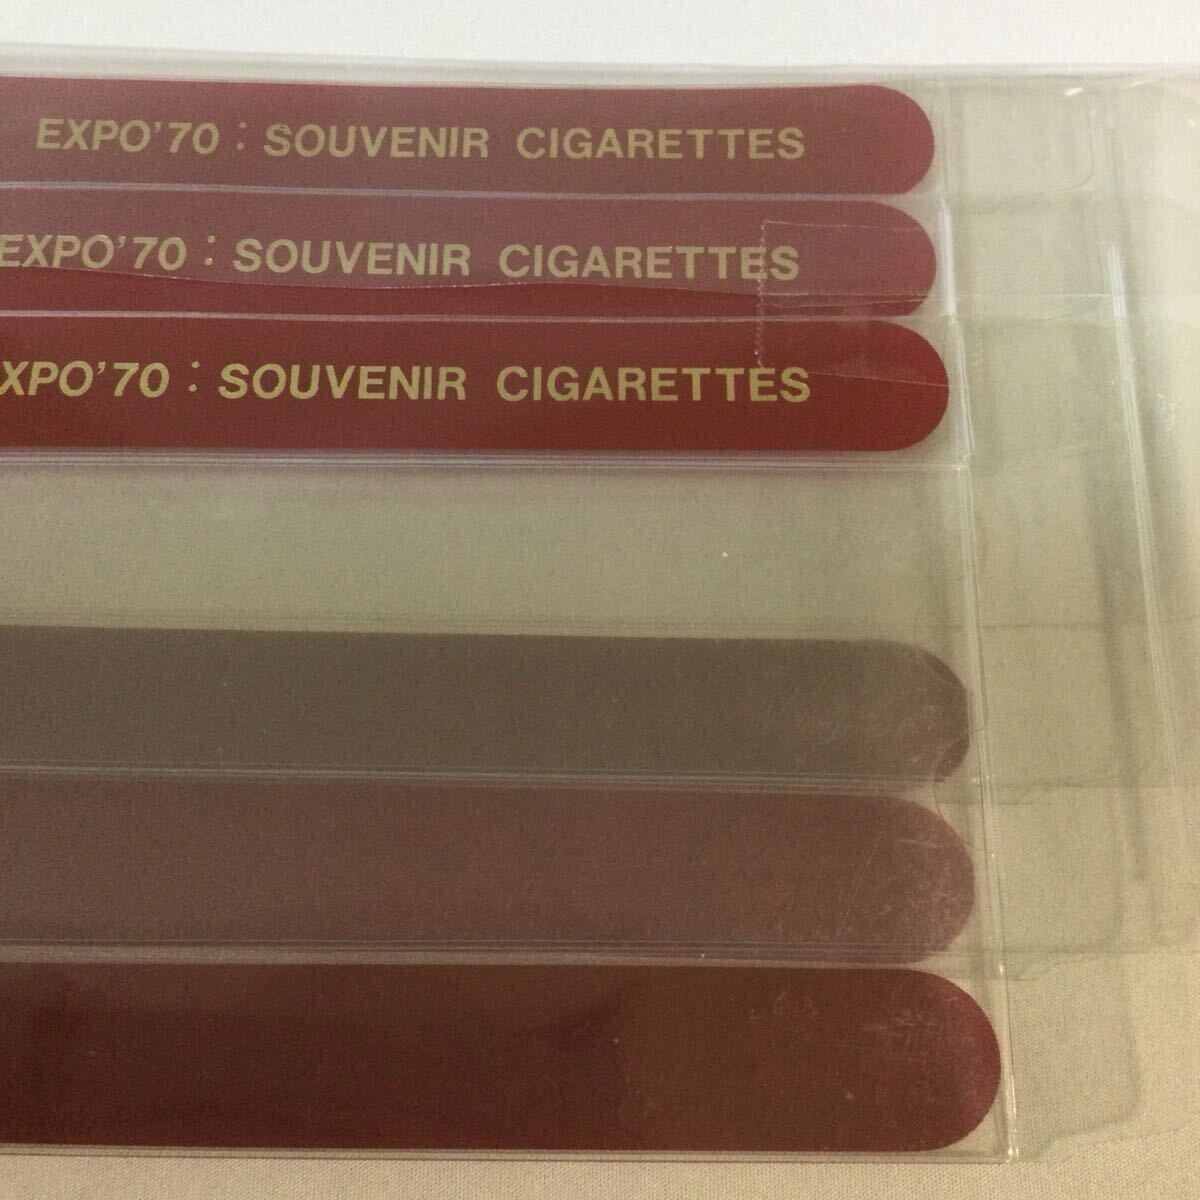 EXPO'70 : SOUVENIR CIGARETTES
EXPO'70 : SOUVENIR CIGARETTES
XPO'70 : SOUVENIR CIGARETTES